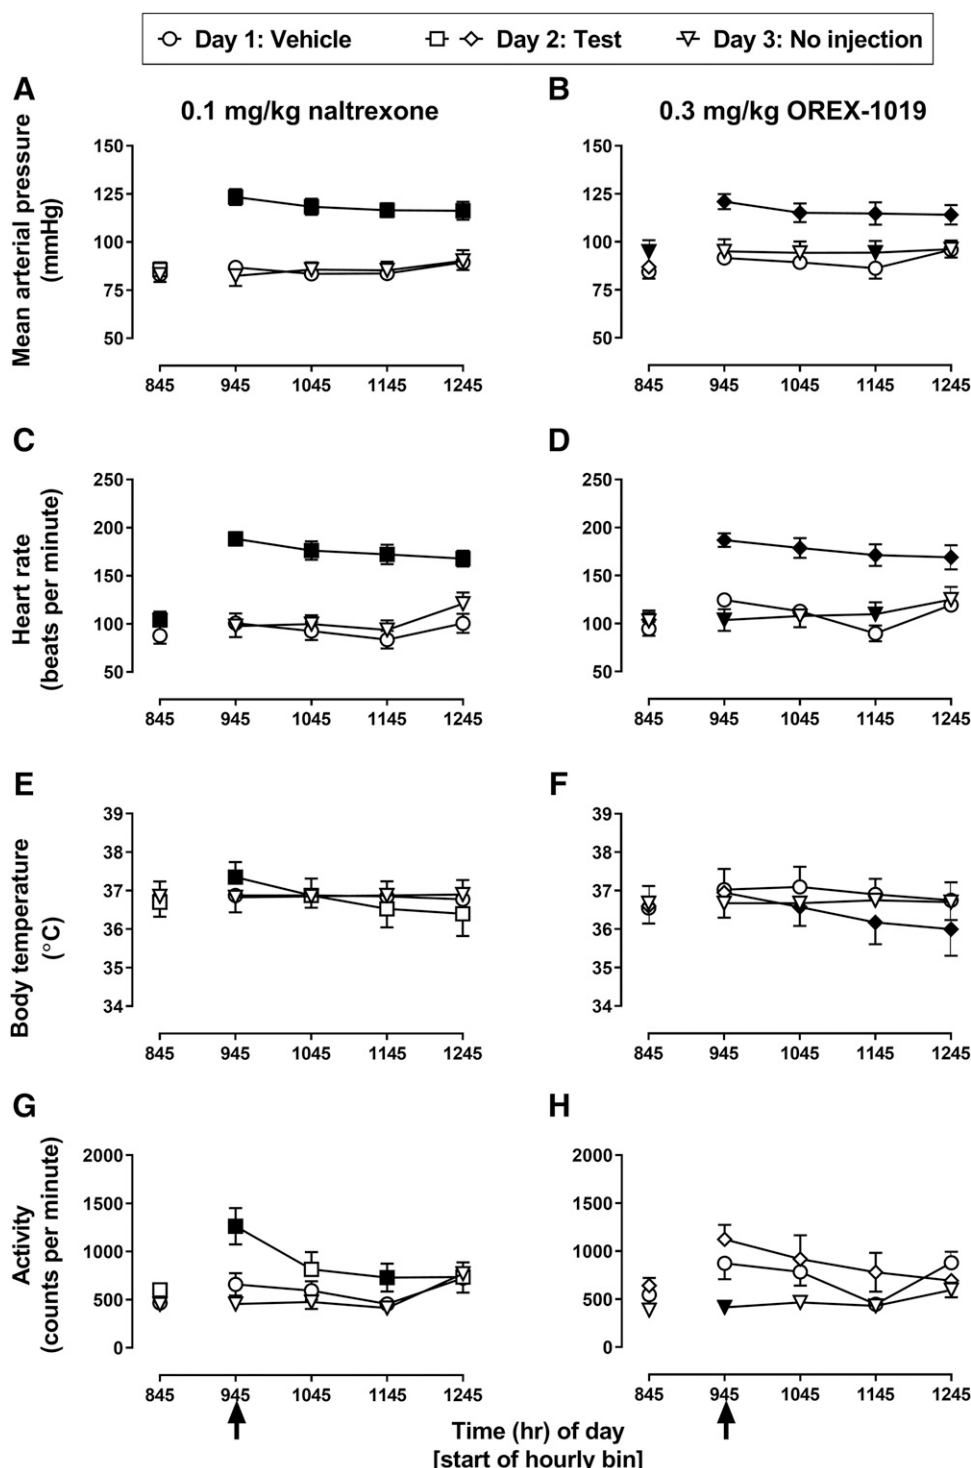 Day 1: Vehicle Day 2: Test Day 3: No injection
A B
0.1 mg/kg naltrexone 0.3 mg/kg OREX-1019
Mean arterial pressure
(mmHg)
150 150
125 125
100 100
75 75
50 50
845 945 1045 1145 1245 845 945 1045 1145 1245
C D
Heart rate
(beats per minute)
250 250
200 200
150 150
100 100
50 50
845 945 1045 1145 1245 845 945 1045 1145 1245
E F
Body temperature
(°C)
39 39
38 38
37 37
36 36
35 35
34 34
845 945 1045 1145 1245 845 945 1045 1145 1245
G H
Activity
(counts per minute)
2000 2000
1500 1500
1000 1000
500 500
0 0
845 945 1045 1145 1245 845 945 1045 1145 1245
Time (hr) of day
[start of hourly bin]